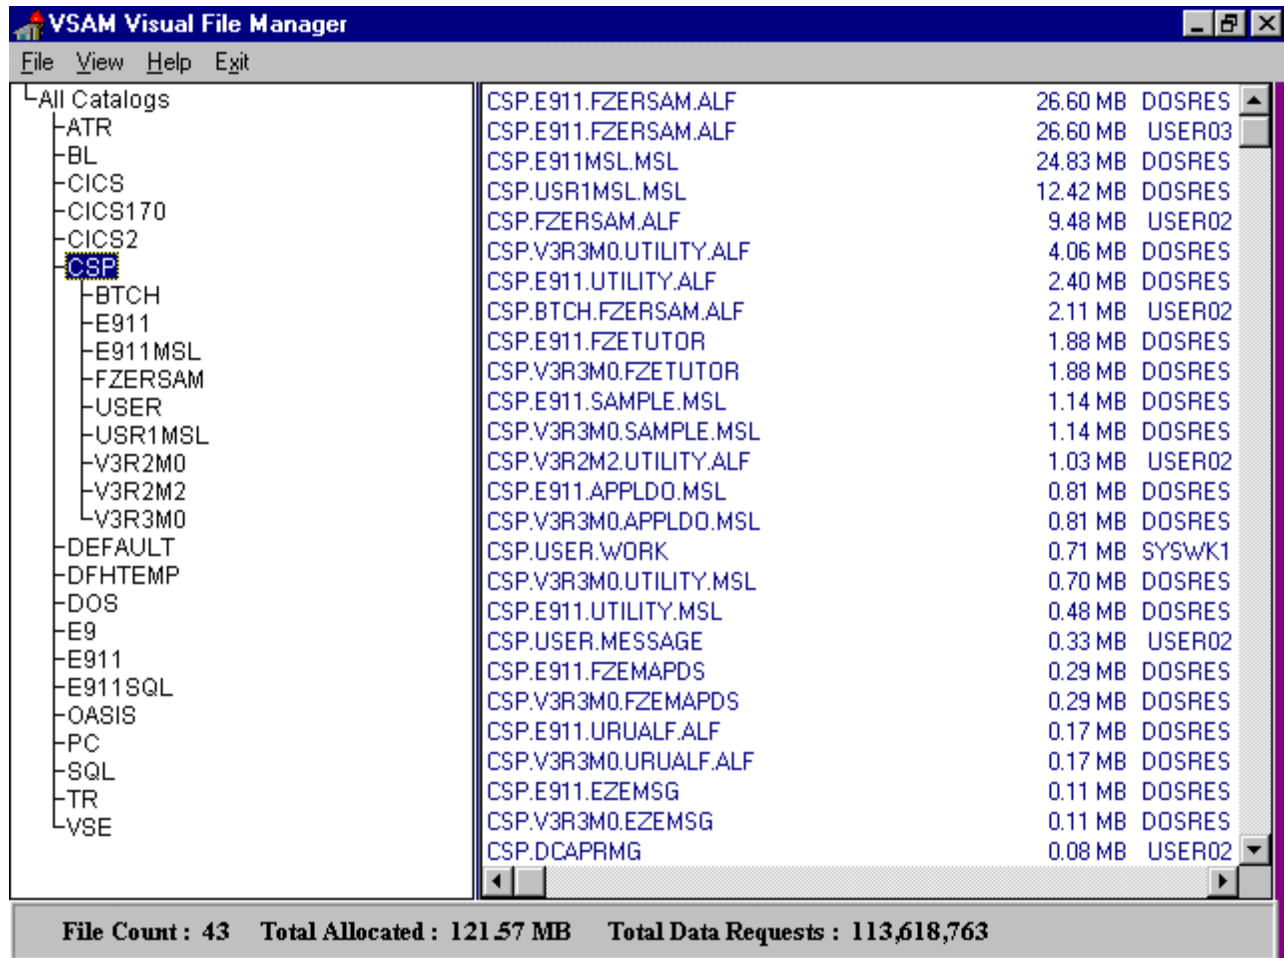 VSAM Visual File Manager
File View Help Exit
All Catalogs
ATR
BL
CICS
CICS170
CICS2
CSP
BTCH
E911
E911MSL
FZERSAM
USER
USR1MSL
V3R2M0
V3R2M2
V3R3M0
DEFAULT
DFHTEMP
DOS
E9
E911
E911SQL
OASIS
PC
SQL
TR
VSE
CSP.E911.FZERSAM.ALF 26.60 MB DOSRES
CSP.E911.FZERSAM.ALF 26.60 MB USER03
CSP.E911MSL.MSL 24.83 MB DOSRES
CSP.USR1MSL.MSL 12.42 MB DOSRES
CSP.FZERSAM.ALF 9.48 MB USER02
CSP.V3R3M0.UTILITY.ALF 4.06 MB DOSRES
CSP.E911.UTILITY.ALF 2.40 MB DOSRES
CSP.BTCH.FZERSAM.ALF 2.11 MB USER02
CSP.E911.FZETUTOR 1.88 MB DOSRES
CSP.V3R3M0.FZETUTOR 1.88 MB DOSRES
CSP.E911.SAMPLE.MSL 1.14 MB DOSRES
CSP.V3R3M0.SAMPLE.MSL 1.14 MB DOSRES
CSP.V3R2M2.UTILITY.ALF 1.03 MB USER02
CSP.E911.APPLDO.MSL 0.81 MB DOSRES
CSP.V3R3M0.APPLDO.MSL 0.81 MB DOSRES
CSP.USER.WORK 0.71 MB SYSWK1
CSP.V3R3M0.UTILITY.MSL 0.70 MB DOSRES
CSP.E911.UTILITY.MSL 0.48 MB DOSRES
CSP.USER.MESSAGE 0.33 MB USER02
CSP.E911.FZEMAPDS 0.29 MB DOSRES
CSP.V3R3M0.FZEMAPDS 0.29 MB DOSRES
CSP.E911.URUALF.ALF 0.17 MB DOSRES
CSP.V3R3M0.URUALF.ALF 0.17 MB DOSRES
CSP.E911.EZEMSG 0.11 MB DOSRES
CSP.V3R3M0.EZEMSG 0.11 MB DOSRES
CSP.DCAPRMG 0.08 MB USER02
File Count : 43 Total Allocated : 121.57 MB Total Data Requests : 113,618,763